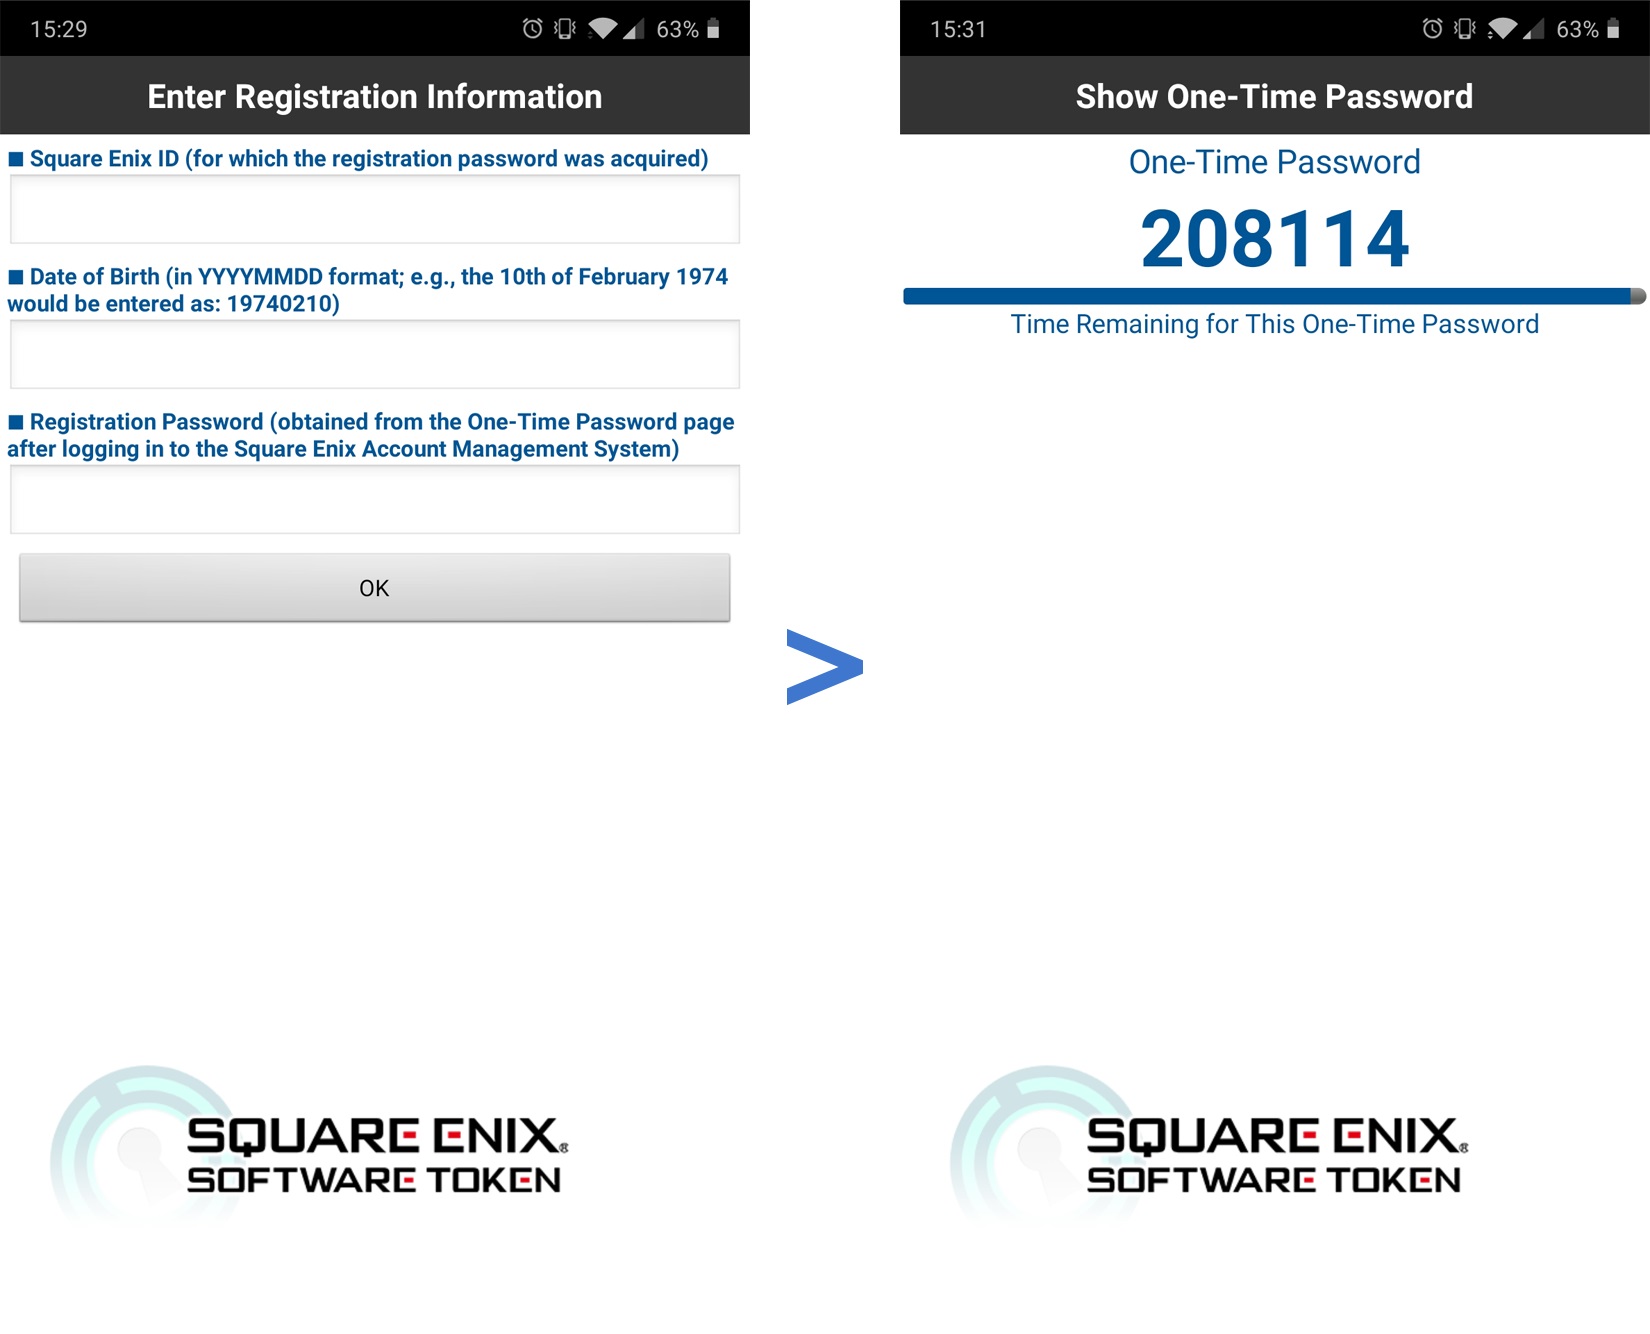 15:29
63%
Enter Registration Information
■ Square Enix ID (for which the registration password was acquired)
■ Date of Birth (in YYYYMMDD format; e.g., the 10th of February 1974
would be entered as: 19740210)
■ Registration Password (obtained from the One-Time Password page
after logging in to the Square Enix Account Management System)
OK
SQUARE ENIX®
SOFTWARE TOKEN
>
15:31
63%
Show One-Time Password
One-Time Password
208114
Time Remaining for This One-Time Password
SQUARE ENIX®
SOFTWARE TOKEN